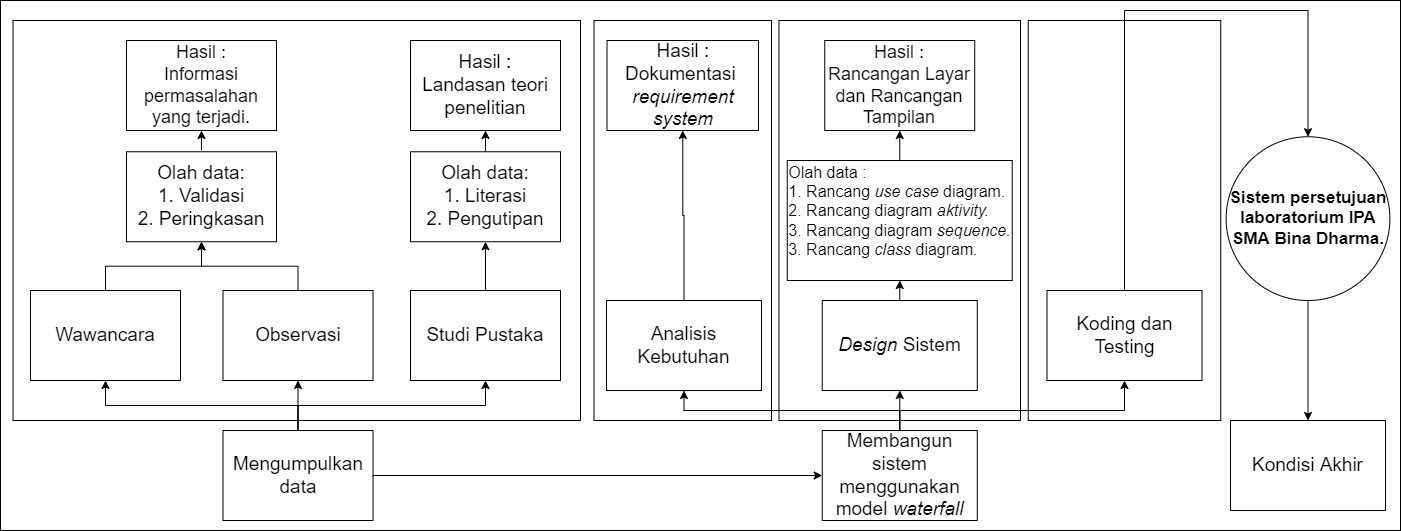 Hasil :
Informasi
permasalahan
yang terjadi.
Hasil :
Landasan teori
penelitian
Hasil :
Dokumentasi
requirement
system
Hasil :
Rancangan Layar
dan Rancangan
Tampilan
Olah data:
1. Validasi
2. Peringkasan
Olah data:
1. Literasi
2. Pengutipan
Olah data :
1. Rancang use case diagram.
2. Rancang diagram aktivity.
3. Rancang diagram sequence.
3. Rancang class diagram.
Sistem persetujuan
laboratorium IPA
SMA Bina Dharma.
Wawancara
Observasi
Studi Pustaka
Analisis
Kebutuhan
Design Sistem
Koding dan
Testing
Mengumpulkan
data
Membangun
sistem
menggunakan
model waterfall
Kondisi Akhir